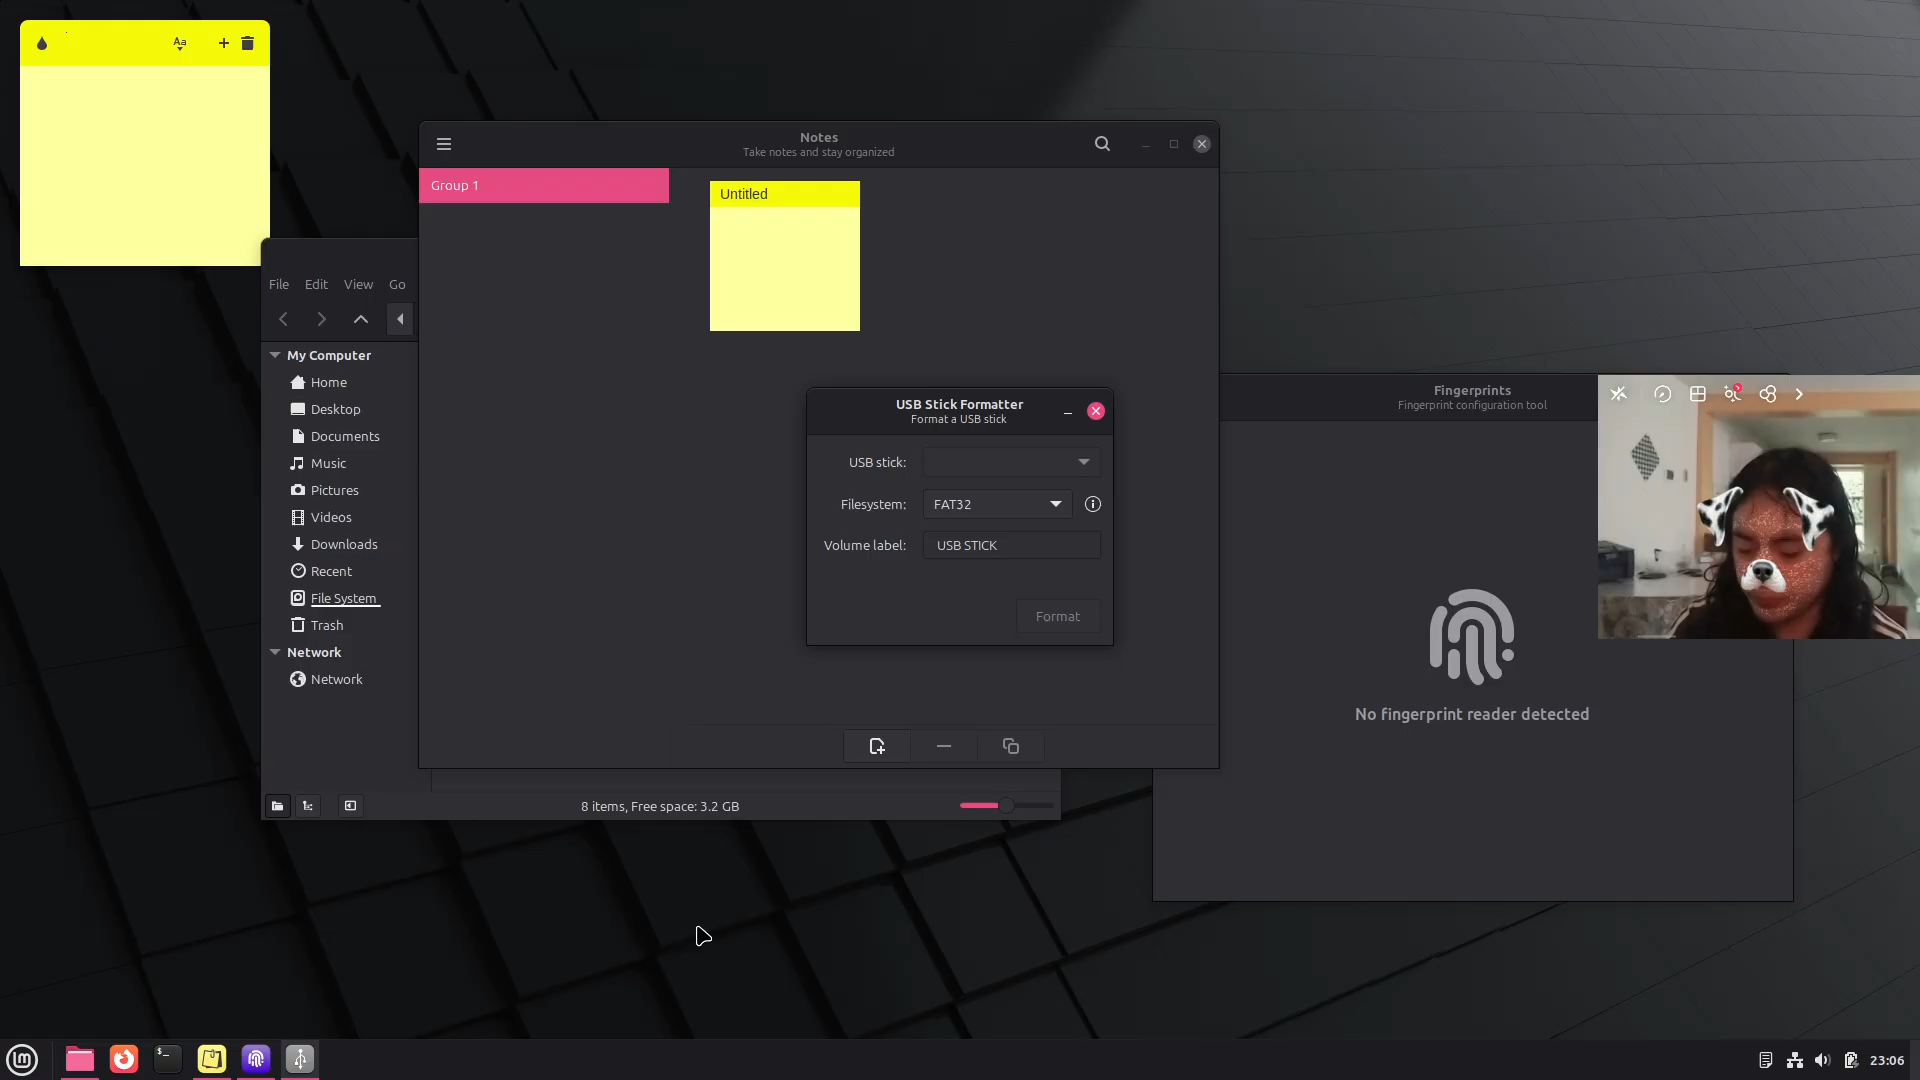 Aa
Notes
Take notes and stay organized
Group 1
Untitled
File Edit View Go
My Computer
Home
Desktop
Documents
Music
Pictures
Videos
Downloads
Recent
File System
Trash
Network
Network
8 items, Free space: 3.2 GB
USB Stick Formatter
Format a USB stick
USB stick:
Filesystem: FAT32
Volume label: USB STICK
Format
Fingerprints
Fingerprint configuration tool
No fingerprint reader detected
23:06